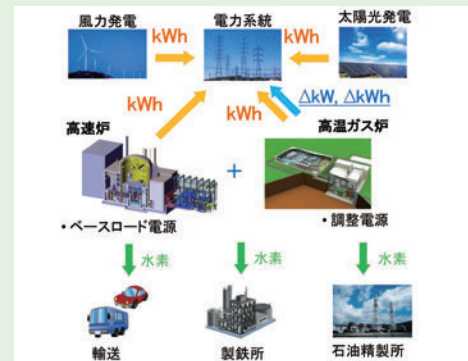 風力発電
電力系統
太陽光発電
kWh
kWh
kWh
kWh
ΔkW, ΔkWh
高速炉
高温ガス炉
+
・ベースロード電源
・調整電源
水素
水素
水素
輸送
製鉄所
石油精製所